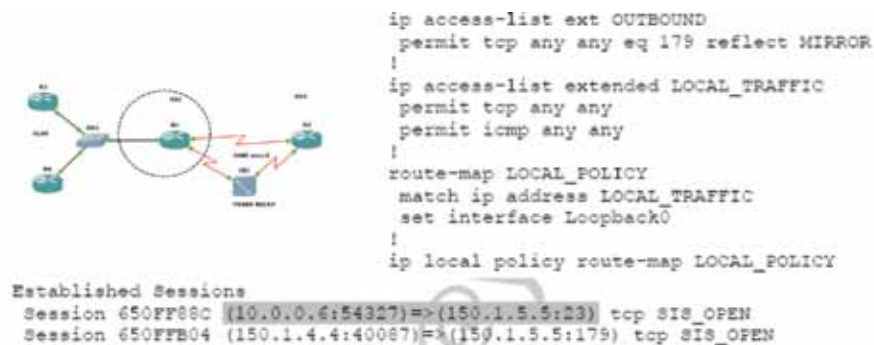 ip access-list ext OUTBOUND
permit tcp any any eq 179 reflect MIRROR
!
ip access-list extended LOCAL_TRAFFIC
permit tcp any any
permit icmp any any
!
route-map LOCAL_POLICY
match ip address LOCAL_TRAFFIC
set interface Loopback0
!
ip local policy route-map LOCAL_POLICY
Established Sessions
Session 650FF88C (10.0.0.6:54327)=>(150.1.5.5:23) tcp SIS_OPEN
Session 650FFB04 (150.1.4.4:40087)=>(150.1.5.5:179) tcp SIS_OPEN